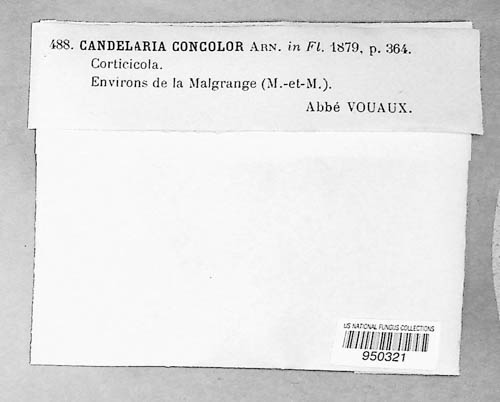 488. CANDELARIA CONCOLOR ARN. in Fl. 1879, p. 364.
Corticicola.
Environs de la Malgrange (M.-et-M.).
Abbé VOUAUX.
US NATIONAL FUNGUS COLLECTIONS
950321